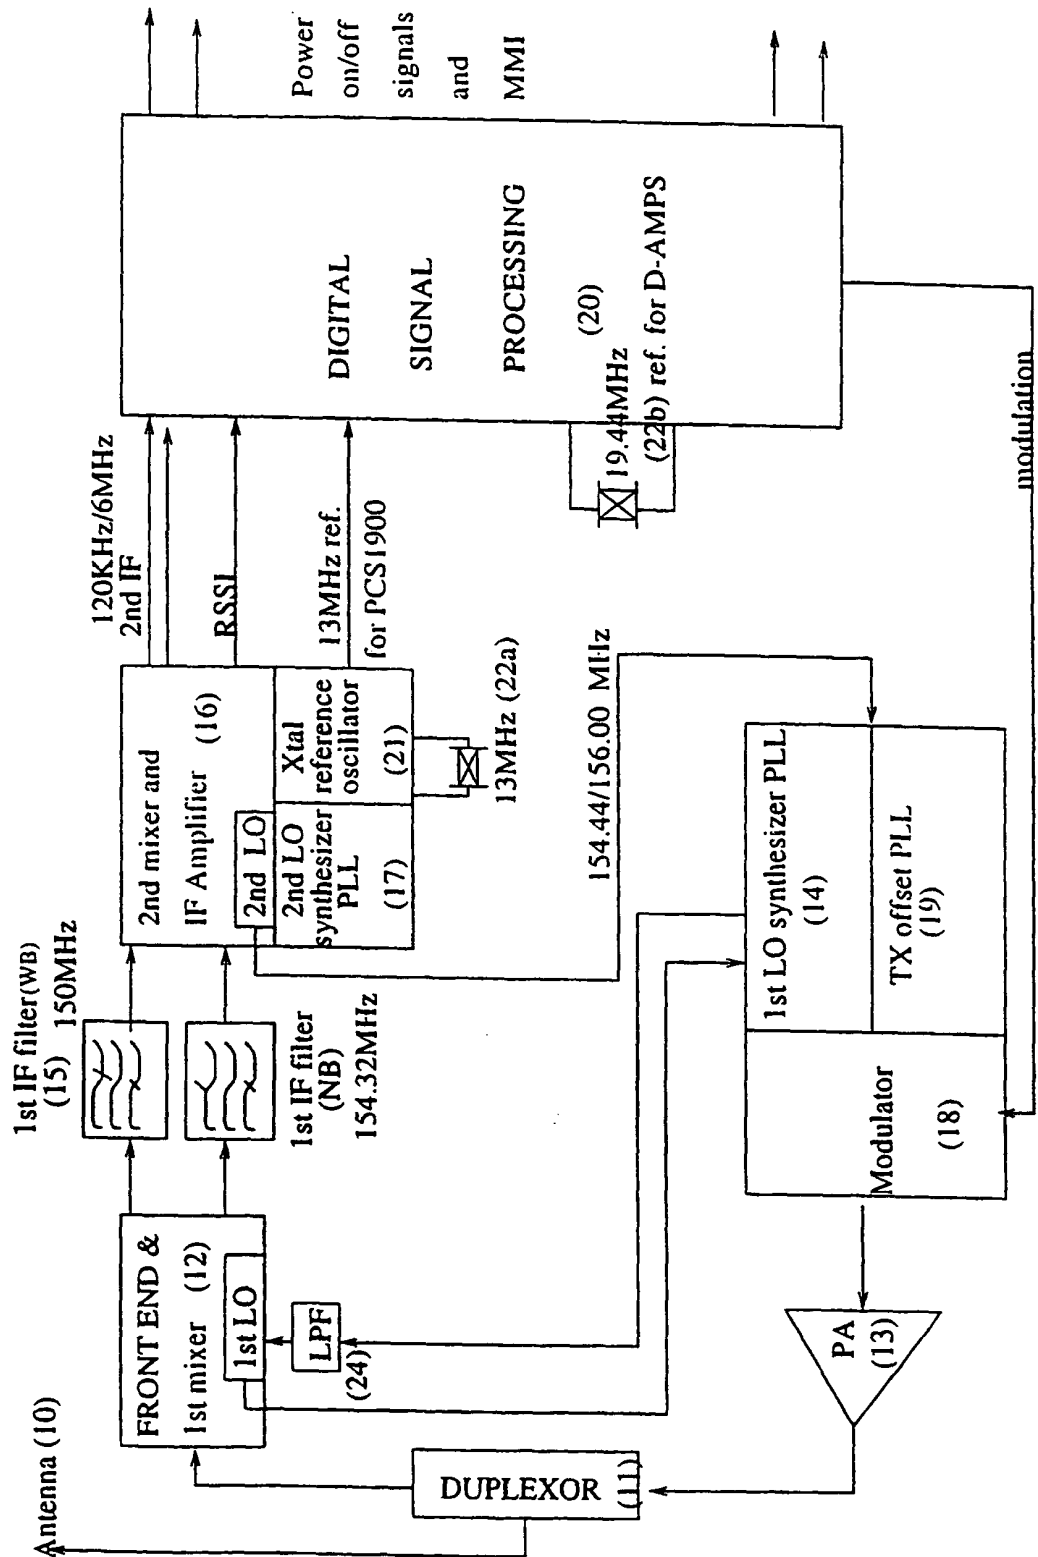 Antenna (10)
DUPLEXOR
(11)
FRONT END &
1st mixer (12)
1st LO
LPF
(24)
1st IF filter(WB)
(15) 150MHz
1st IF filter
(NB)
154.32MHz
2nd mixer and
IF Amplifier (16)
2nd LO
2nd LO
synthesizer
PLL
(17)
Xtal
reference
oscillator
(21)
13MHz (22a)
120KHz/6MHz
2nd IF
RSSI
13MHz ref.
for PCS1900
DIGITAL
SIGNAL
PROCESSING
(20)
19.44MHz
(22b) ref. for D-AMPS
Power
on/off
signals
and
MMI
154.44/156.00 MHz
1st LO synthesizer PLL
(14)
TX offset PLL
(19)
Modulator
(18)
modulation
PA
(13)